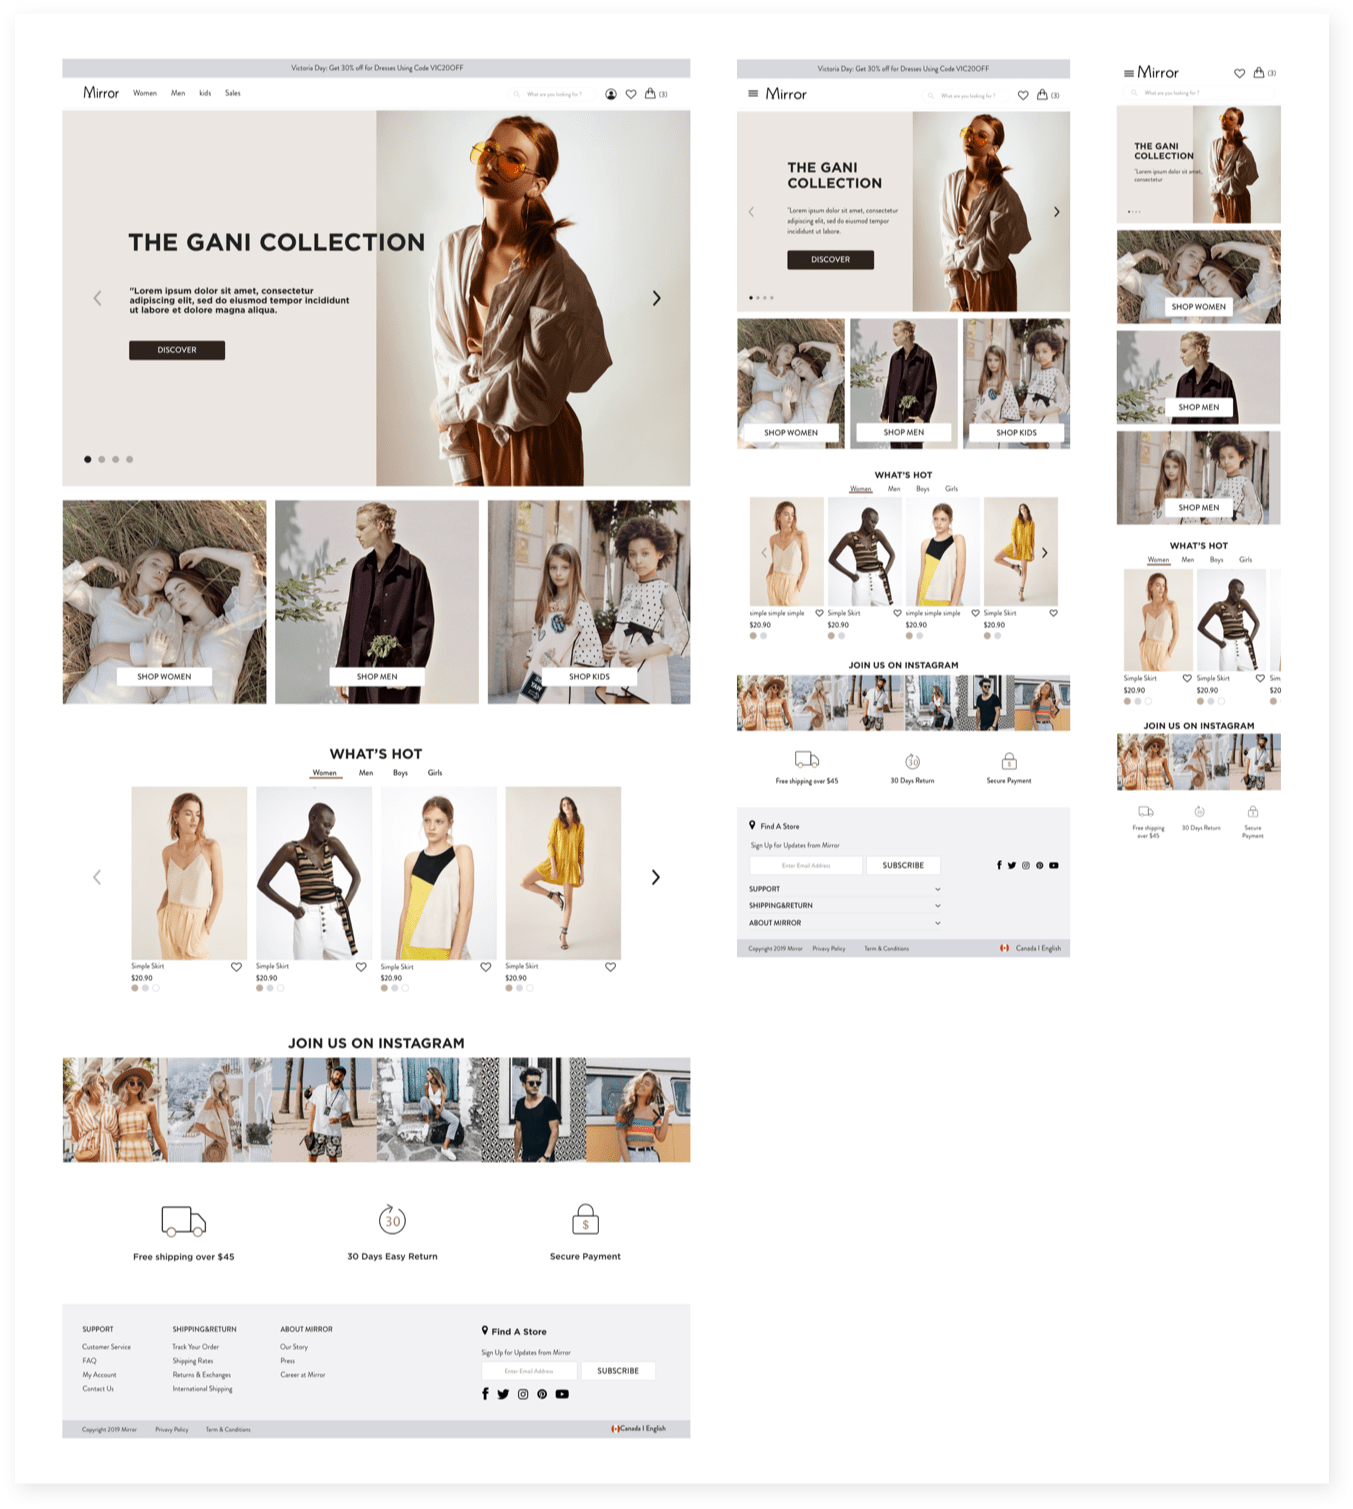 Victoria Day: Get 30% off for Dresses Using Code VIC20OFF
Mirror Women Men kids Sales What are you looking for ? (3)
THE GANI COLLECTION
"Lorem ipsum dolor sit amet, consectetur
adipiscing elit, sed do eiusmod tempor incididunt
ut labore et dolore magna aliqua.
DISCOVER
SHOP WOMEN SHOP MEN SHOP KIDS
WHAT'S HOT
Women Men Boys Girls
Simple Skirt Simple Skirt Simple Skirt Simple Skirt
$20.90 $20.90 $20.90 $20.90
JOIN US ON INSTAGRAM
30
$
Free shipping over $45 30 Days Easy Return Secure Payment
SUPPORT
Customer Service
FAQ
My Account
Contact Us
SHIPPING&RETURN
Track Your Order
Shipping Rates
Returns & Exchanges
International Shipping
ABOUT MIRROR
Our Story
Press
Career at Mirror
Find A Store
Sign Up for Updates from Mirror
Enter Email Address SUBSCRIBE
Copyright 2019 Mirror Privacy Policy Term & Conditions Canada I English
Victoria Day: Get 30% off for Dresses Using Code VIC20OFF
Mirror What are you looking for ? (3)
THE GANI
COLLECTION
"Lorem ipsum dolor sit amet, consectetur
adipiscing elit, sed do eiusmod tempor
incididunt ut labore.
DISCOVER
SHOP WOMEN SHOP MEN SHOP KIDS
WHAT'S HOT
Women Men Boys Girls
simple simple simple Simple Skirt simple simple simple Simple Skirt
$20.90 $20.90 $20.90 $20.90
JOIN US ON INSTAGRAM
30
$
Free shipping over $45 30 Days Return Secure Payment
Find A Store
Sign Up for Updates from Mirror
Enter Email Address SUBSCRIBE
SUPPORT
SHIPPING&RETURN
ABOUT MIRROR
Copyright 2019 Mirror Privacy Policy Term & Conditions Canada I English
Mirror (3)
What are you looking for ?
THE GANI
COLLECTION
"Lorem ipsum dolor sit amet,
consectetur
SHOP WOMEN
SHOP MEN
SHOP MEN
WHAT'S HOT
Women Men Boys Girls
Simple Skirt Simple Skirt Sim
$20.90 $20.90 $20
JOIN US ON INSTAGRAM
30
$
Free shipping
over $45
30 Days Return
Secure
Payment